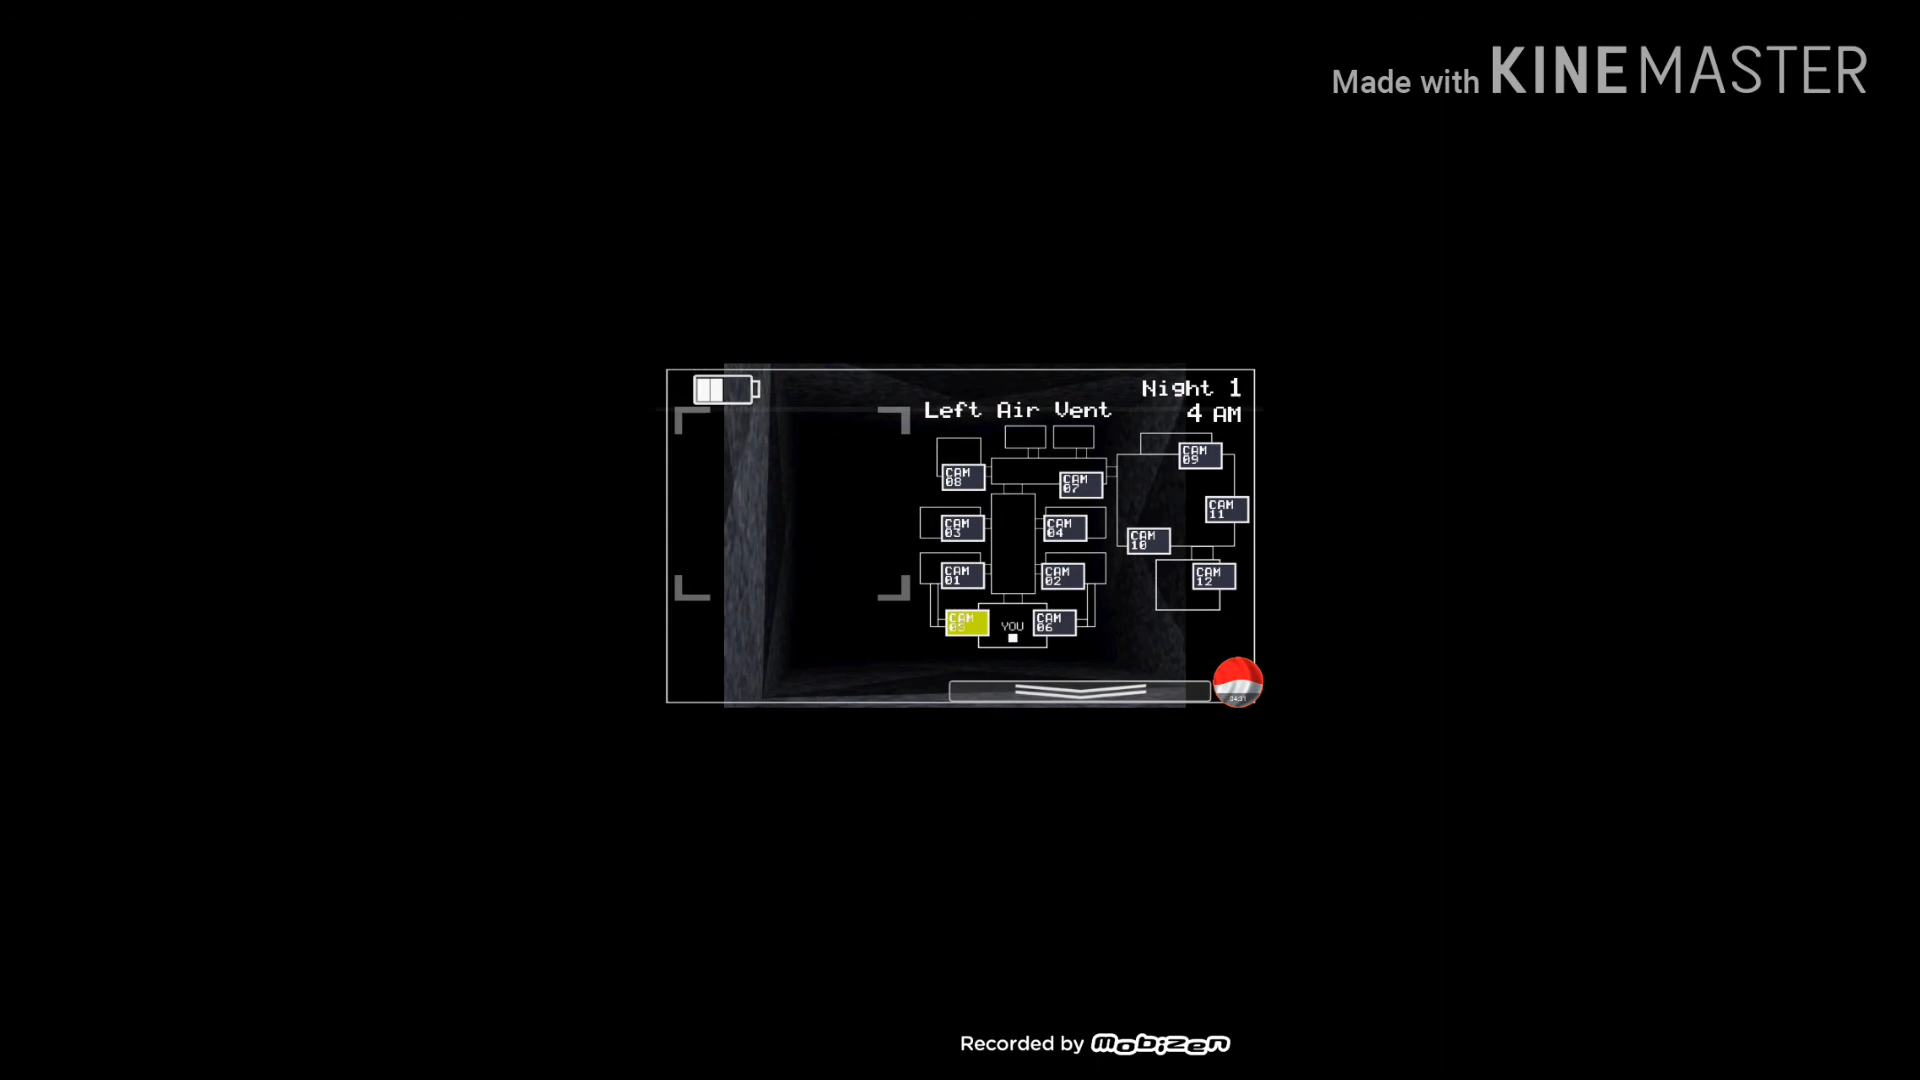 Made with KINEMASTER
Night 1
4 AM
Left Air Vent
CAM 09
CAM 08
CAM 07
CAM 11
CAM 03
CAM 04
CAM 10
CAM 01
CAM 02
CAM 12
CAM 05
YOU
CAM 06
04:31
Recorded by Mobizen